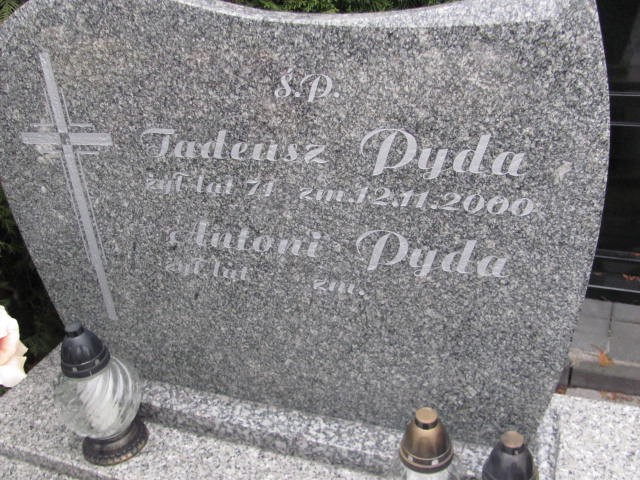 Ś.P.
Tadeusz Pyda
żył lat 71 zm. 12.11.2000
Antoni Pyda
żył lat zm.